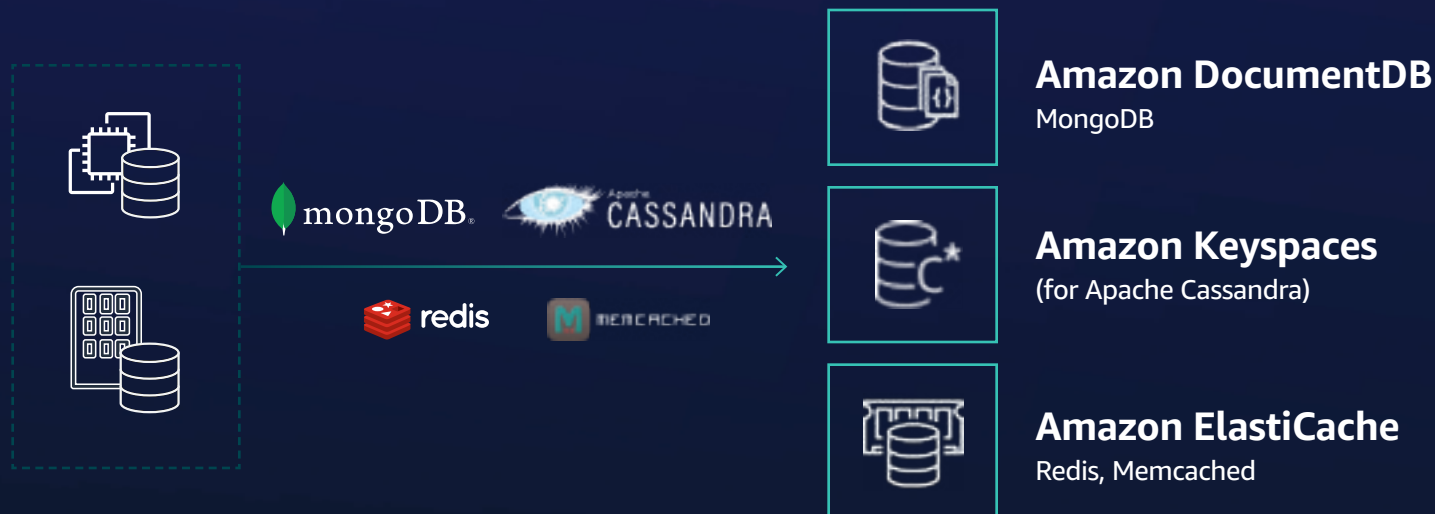 mongoDB®
Apache
CASSANDRA
redis
M
MEMCACHED
Amazon DocumentDB
MongoDB
Amazon Keyspaces
(for Apache Cassandra)
C*
Amazon ElastiCache
Redis, Memcached
{}